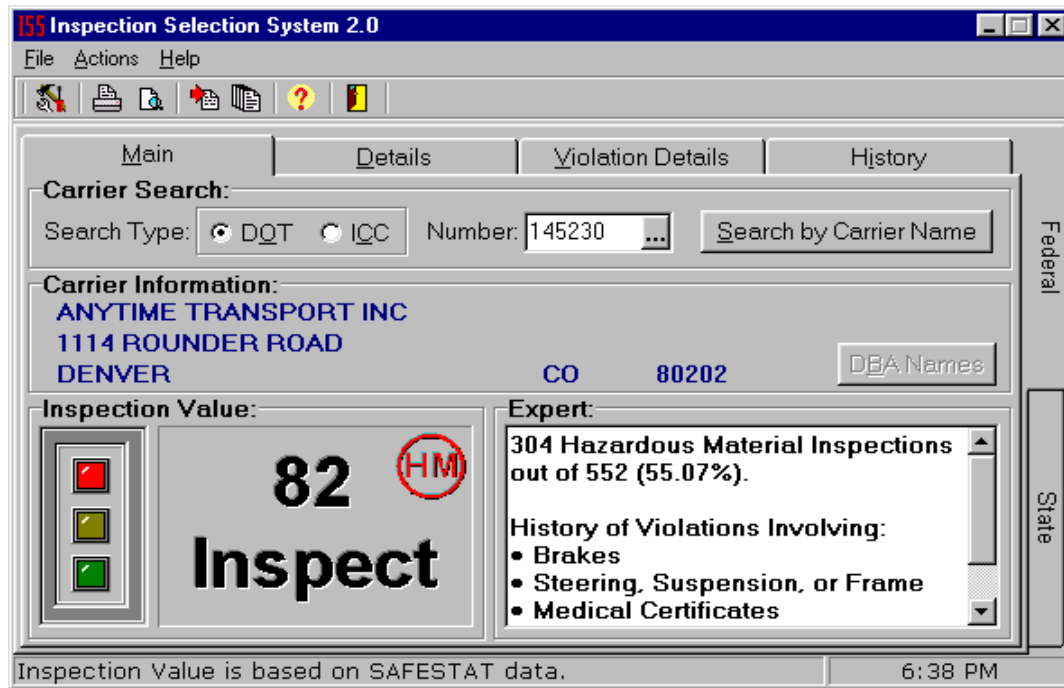 ISS Inspection Selection System 2.0
File Actions Help
Main Details Violation Details History
Carrier Search:
Search Type: DOT ICC Number: 145230 ... Search by Carrier Name
Federal
Carrier Information:
ANYTIME TRANSPORT INC
1114 ROUNDER ROAD
DENVER CO 80202
DBA Names
Inspection Value:
82 HM
Inspect
Expert:
304 Hazardous Material Inspections
out of 552 (55.07%).
History of Violations Involving:
• Brakes
• Steering, Suspension, or Frame
• Medical Certificates
State
Inspection Value is based on SAFESTAT data. 6:38 PM